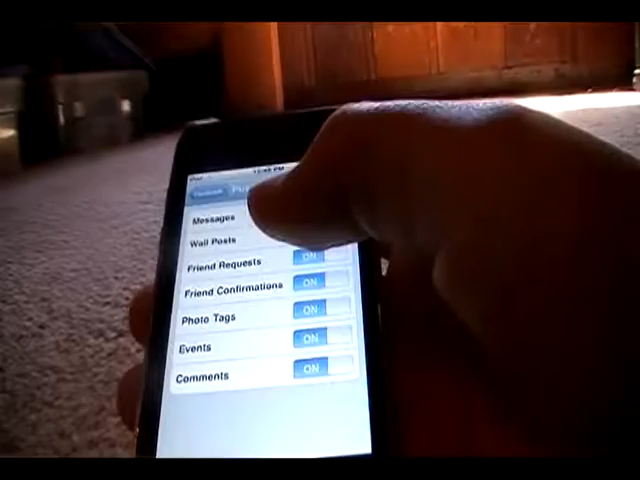 Messages
Wall Posts
Friend Requests ON
Friend Confirmations ON
Photo Tags ON
Events ON
Comments ON